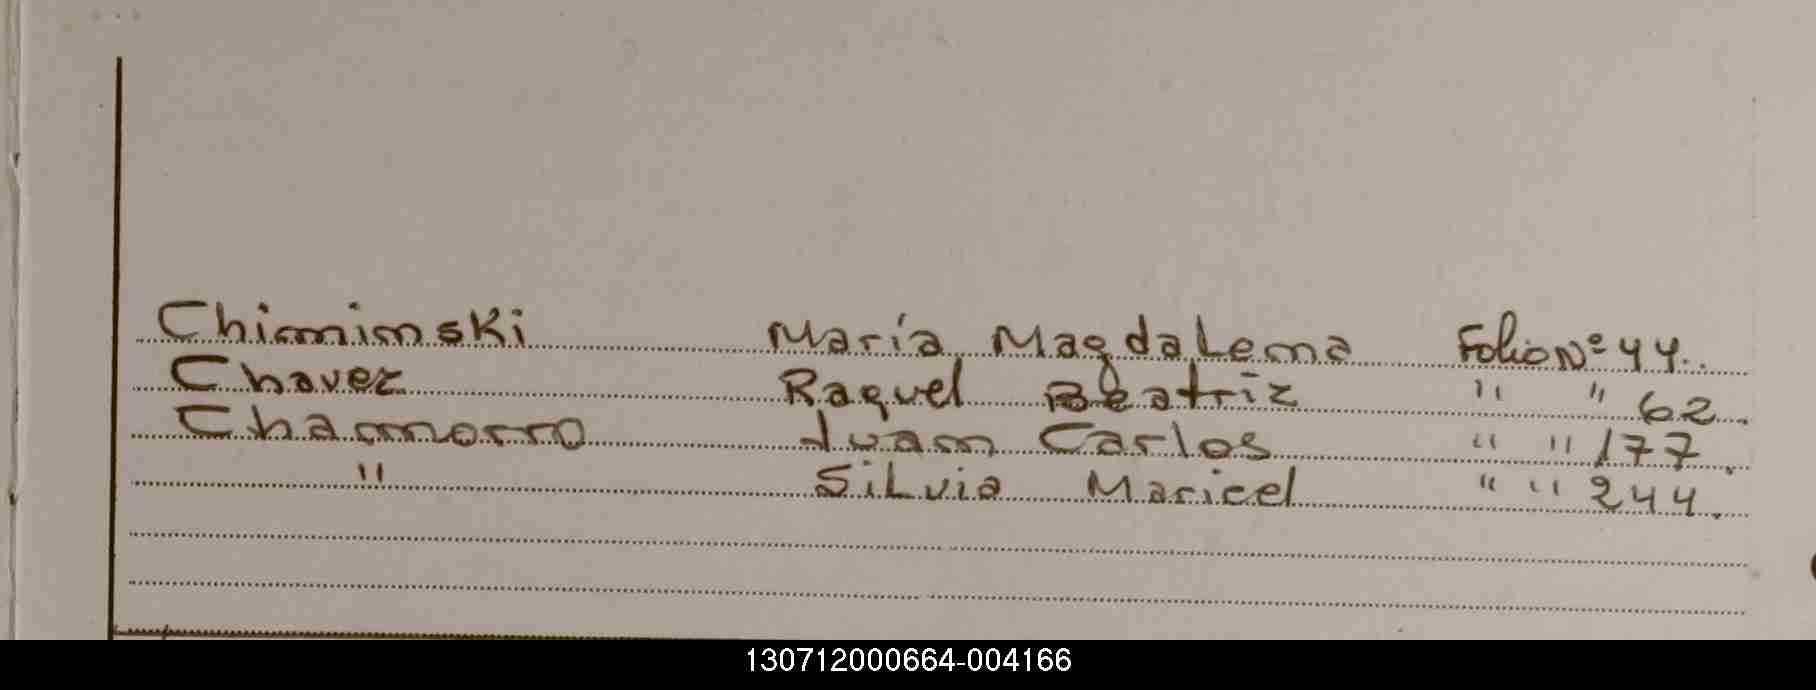 Chiminski María Magdalena Folio Nº 44.
Chavez Raquel Beatriz " " 62.
Chamorro Juan Carlos " " 177.
" Silvia Maricel " " 244.
130712000664-004166